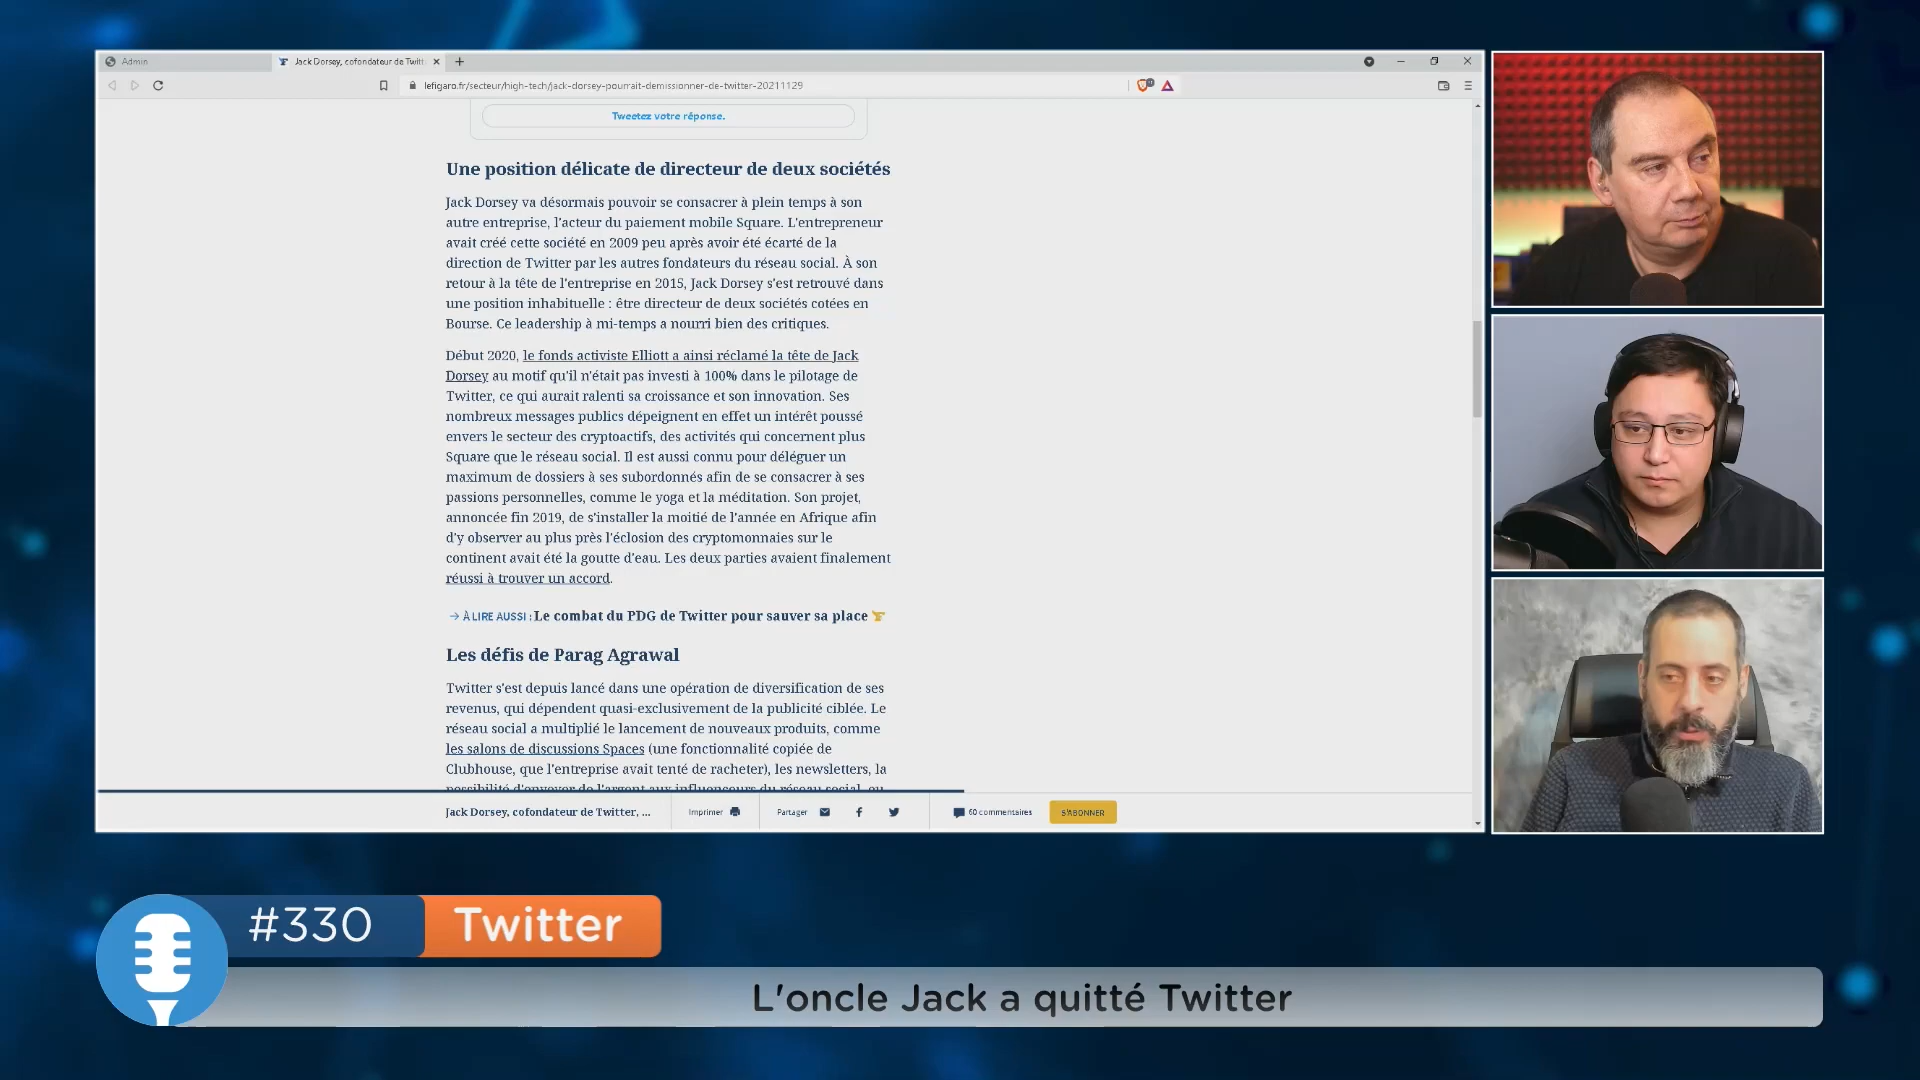 Admin
Jack Dorsey, cofondateur de Twitt
lefigaro.fr/secteur/high-tech/jack-dorsey-pourrait-demissionner-de-twitter-20211129
Tweetez votre réponse.
Une position délicate de directeur de deux sociétés
Jack Dorsey va désormais pouvoir se consacrer à plein temps à son
autre entreprise, l'acteur du paiement mobile Square. L'entrepreneur
avait créé cette société en 2009 peu après avoir été écarté de la
direction de Twitter par les autres fondateurs du réseau social. À son
retour à la tête de l'entreprise en 2015, Jack Dorsey s'est retrouvé dans
une position inhabituelle : être directeur de deux sociétés cotées en
Bourse. Ce leadership à mi-temps a nourri bien des critiques.
Début 2020, le fonds activiste Elliott a ainsi réclamé la tête de Jack
Dorsey au motif qu'il n'était pas investi à 100% dans le pilotage de
Twitter, ce qui aurait ralenti sa croissance et son innovation. Ses
nombreux messages publics dépeignent en effet un intérêt poussé
envers le secteur des cryptoactifs, des activités qui concernent plus
Square que le réseau social. Il est aussi connu pour déléguer un
maximum de dossiers à ses subordonnés afin de se consacrer à ses
passions personnelles, comme le yoga et la méditation. Son projet,
annoncée fin 2019, de s'installer la moitié de l'année en Afrique afin
d'y observer au plus près l'éclosion des cryptomonnaies sur le
continent avait été la goutte d'eau. Les deux parties avaient finalement
réussi à trouver un accord.
→ À LIRE AUSSI : Le combat du PDG de Twitter pour sauver sa place
Les défis de Parag Agrawal
Twitter s'est depuis lancé dans une opération de diversification de ses
revenus, qui dépendent quasi-exclusivement de la publicité ciblée. Le
réseau social a multiplié le lancement de nouveaux produits, comme
les salons de discussions Spaces (une fonctionnalité copiée de
Clubhouse, que l'entreprise avait tenté de racheter), les newsletters, la
possibilité d'envoyer de l'argent aux influenceurs du réseau social, ou
Jack Dorsey, cofondateur de Twitter, ...
Imprimer
Partager
60 commentaires
S'ABONNER
#330
Twitter
L'oncle Jack a quitté Twitter